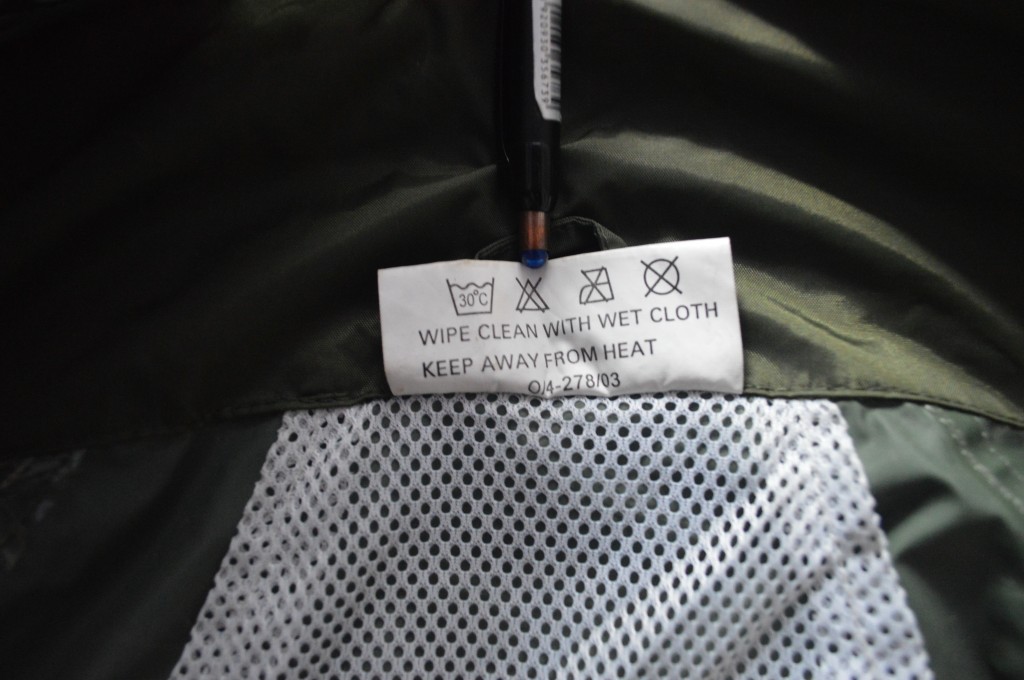 30°C
WIPE CLEAN WITH WET CLOTH
KEEP AWAY FROM HEAT
O/4-278/03